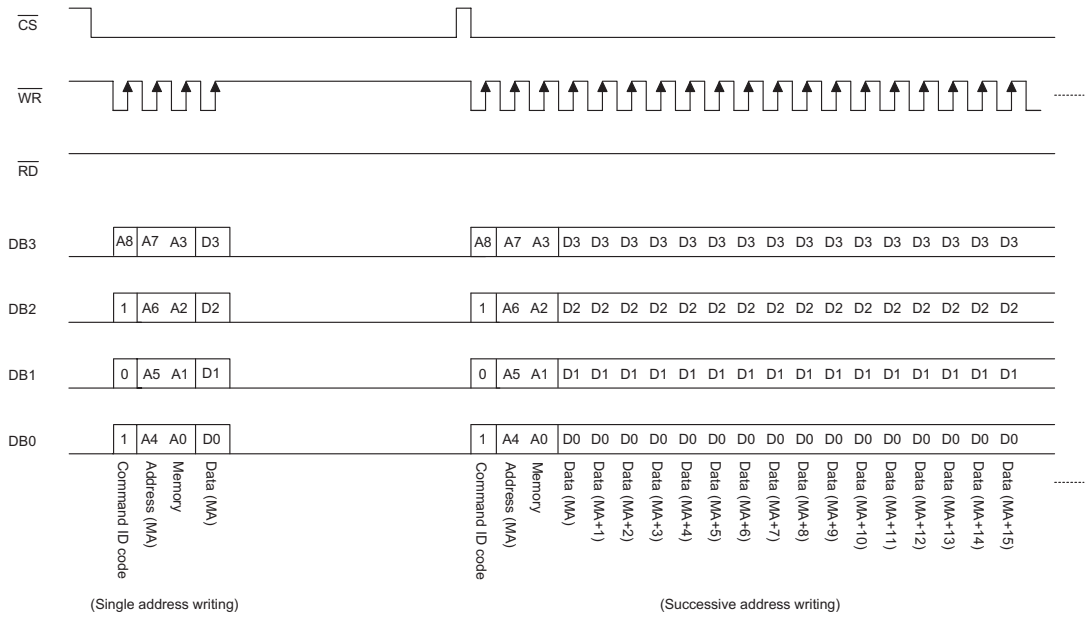 CS
WR
RD
DB3 A8 A7 A3 D3 A8 A7 A3 D3 D3 D3 D3 D3 D3 D3 D3 D3 D3 D3 D3 D3 D3 D3 D3
DB2 1 A6 A2 D2 1 A6 A2 D2 D2 D2 D2 D2 D2 D2 D2 D2 D2 D2 D2 D2 D2 D2 D2
DB1 0 A5 A1 D1 0 A5 A1 D1 D1 D1 D1 D1 D1 D1 D1 D1 D1 D1 D1 D1 D1 D1 D1
DB0 1 A4 A0 D0 1 A4 A0 D0 D0 D0 D0 D0 D0 D0 D0 D0 D0 D0 D0 D0 D0 D0 D0
Command ID code
Address (MA)
Memory
Data (MA)
Command ID code
Address (MA)
Memory
Data (MA)
Data (MA+1)
Data (MA+2)
Data (MA+3)
Data (MA+4)
Data (MA+5)
Data (MA+6)
Data (MA+7)
Data (MA+8)
Data (MA+9)
Data (MA+10)
Data (MA+11)
Data (MA+12)
Data (MA+13)
Data (MA+14)
Data (MA+15)
(Single address writing)
(Successive address writing)